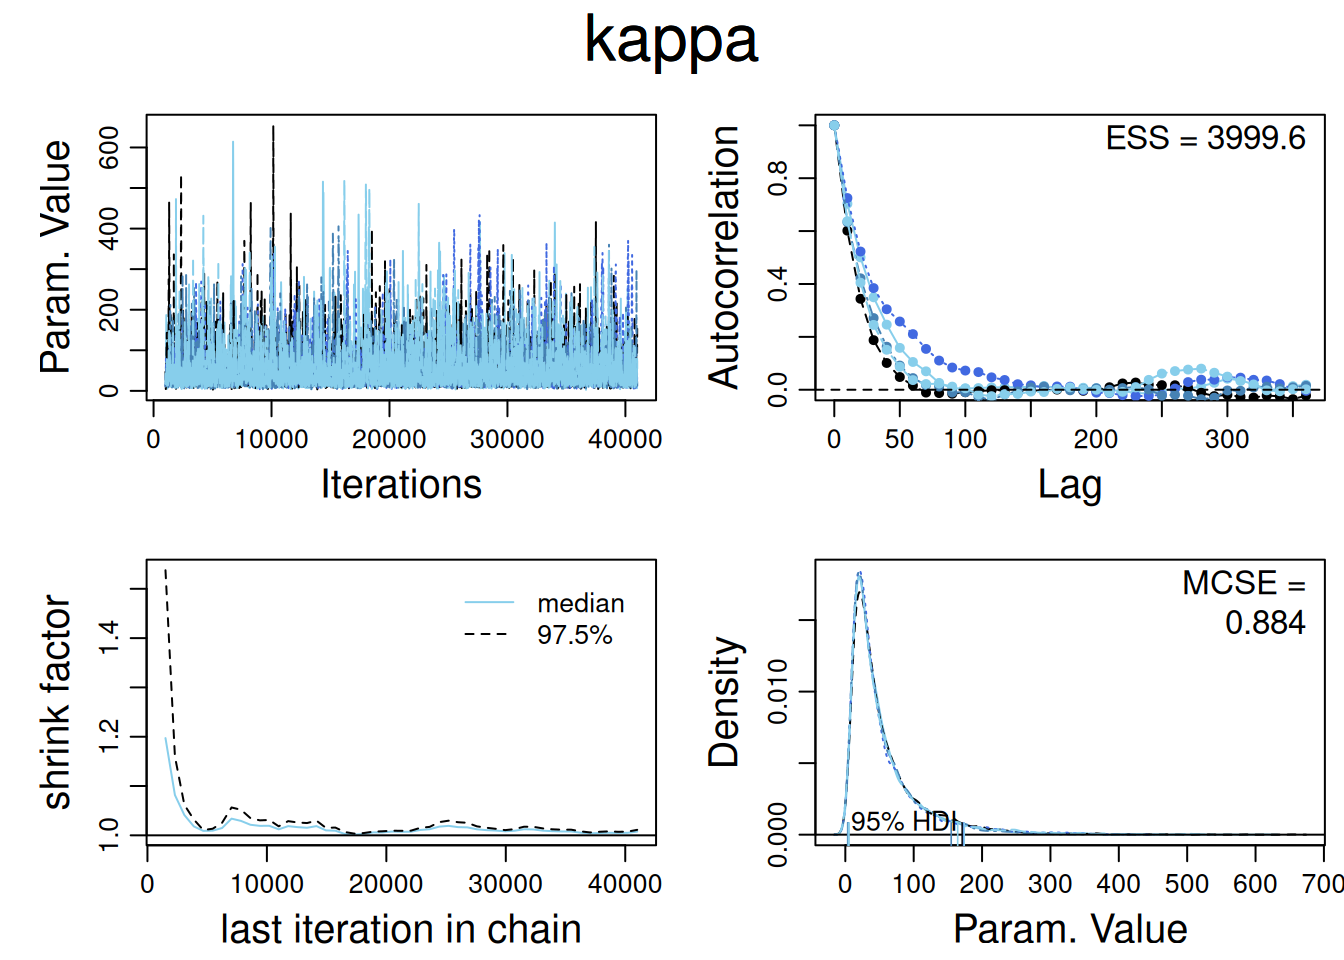 kappa
Param. Value
0 200 400 600
0 10000 20000 30000 40000
Iterations
ESS = 3999.6
Autocorrelation
0.0 0.4 0.8
0 50 100 200 300
Lag
shrink factor
1.0 1.2 1.4
median
97.5%
0 10000 20000 30000 40000
last iteration in chain
MCSE =
0.884
Density
0.000 0.010
95% HDI
0 100 200 300 400 500 600 700
Param. Value